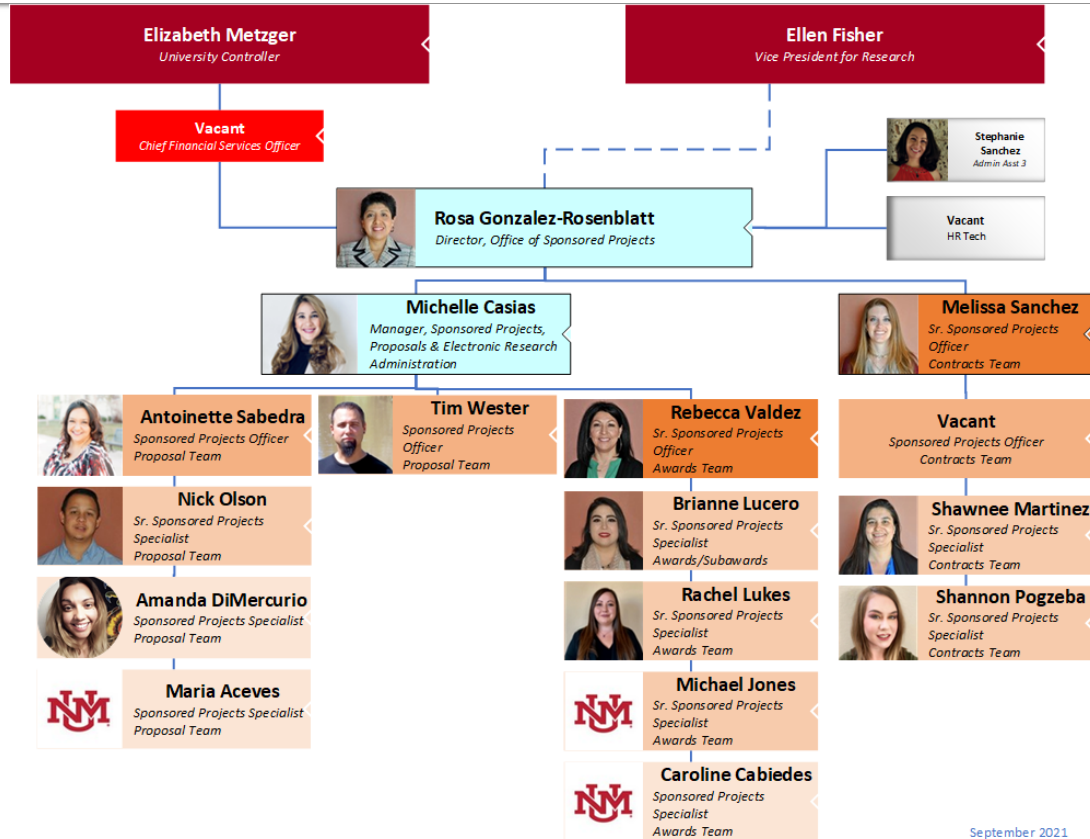 Elizabeth Metzger
University Controller
Ellen Fisher
Vice President for Research
Vacant
Chief Financial Services Officer
Stephanie
Sanchez
Admin Asst 3
Rosa Gonzalez-Rosenblatt
Director, Office of Sponsored Projects
Vacant
HR Tech
Michelle Casias
Manager, Sponsored Projects,
Proposals & Electronic Research
Administration
Melissa Sanchez
Sr. Sponsored Projects
Officer
Contracts Team
Antoinette Sabedra
Sponsored Projects Officer
Proposal Team
Tim Wester
Sponsored Projects
Officer
Proposal Team
Rebecca Valdez
Sr. Sponsored Projects
Officer
Awards Team
Vacant
Sponsored Projects Officer
Contracts Team
Nick Olson
Sr. Sponsored Projects
Specialist
Proposal Team
Brianne Lucero
Sr. Sponsored Projects
Specialist
Awards/Subawards
Shawnee Martinez
Sr. Sponsored Projects
Specialist
Contracts Team
Amanda DiMercurio
Sponsored Projects Specialist
Proposal Team
Rachel Lukes
Sr. Sponsored Projects
Specialist
Awards Team
Shannon Pogzeba
Sr. Sponsored Projects
Specialist
Contracts Team
NM
Maria Aceves
Sponsored Projects Specialist
Proposal Team
NM
Michael Jones
Sr. Sponsored Projects
Specialist
Awards Team
NM
Caroline Cabiedes
Sponsored Projects
Specialist
Awards Team
September 2021